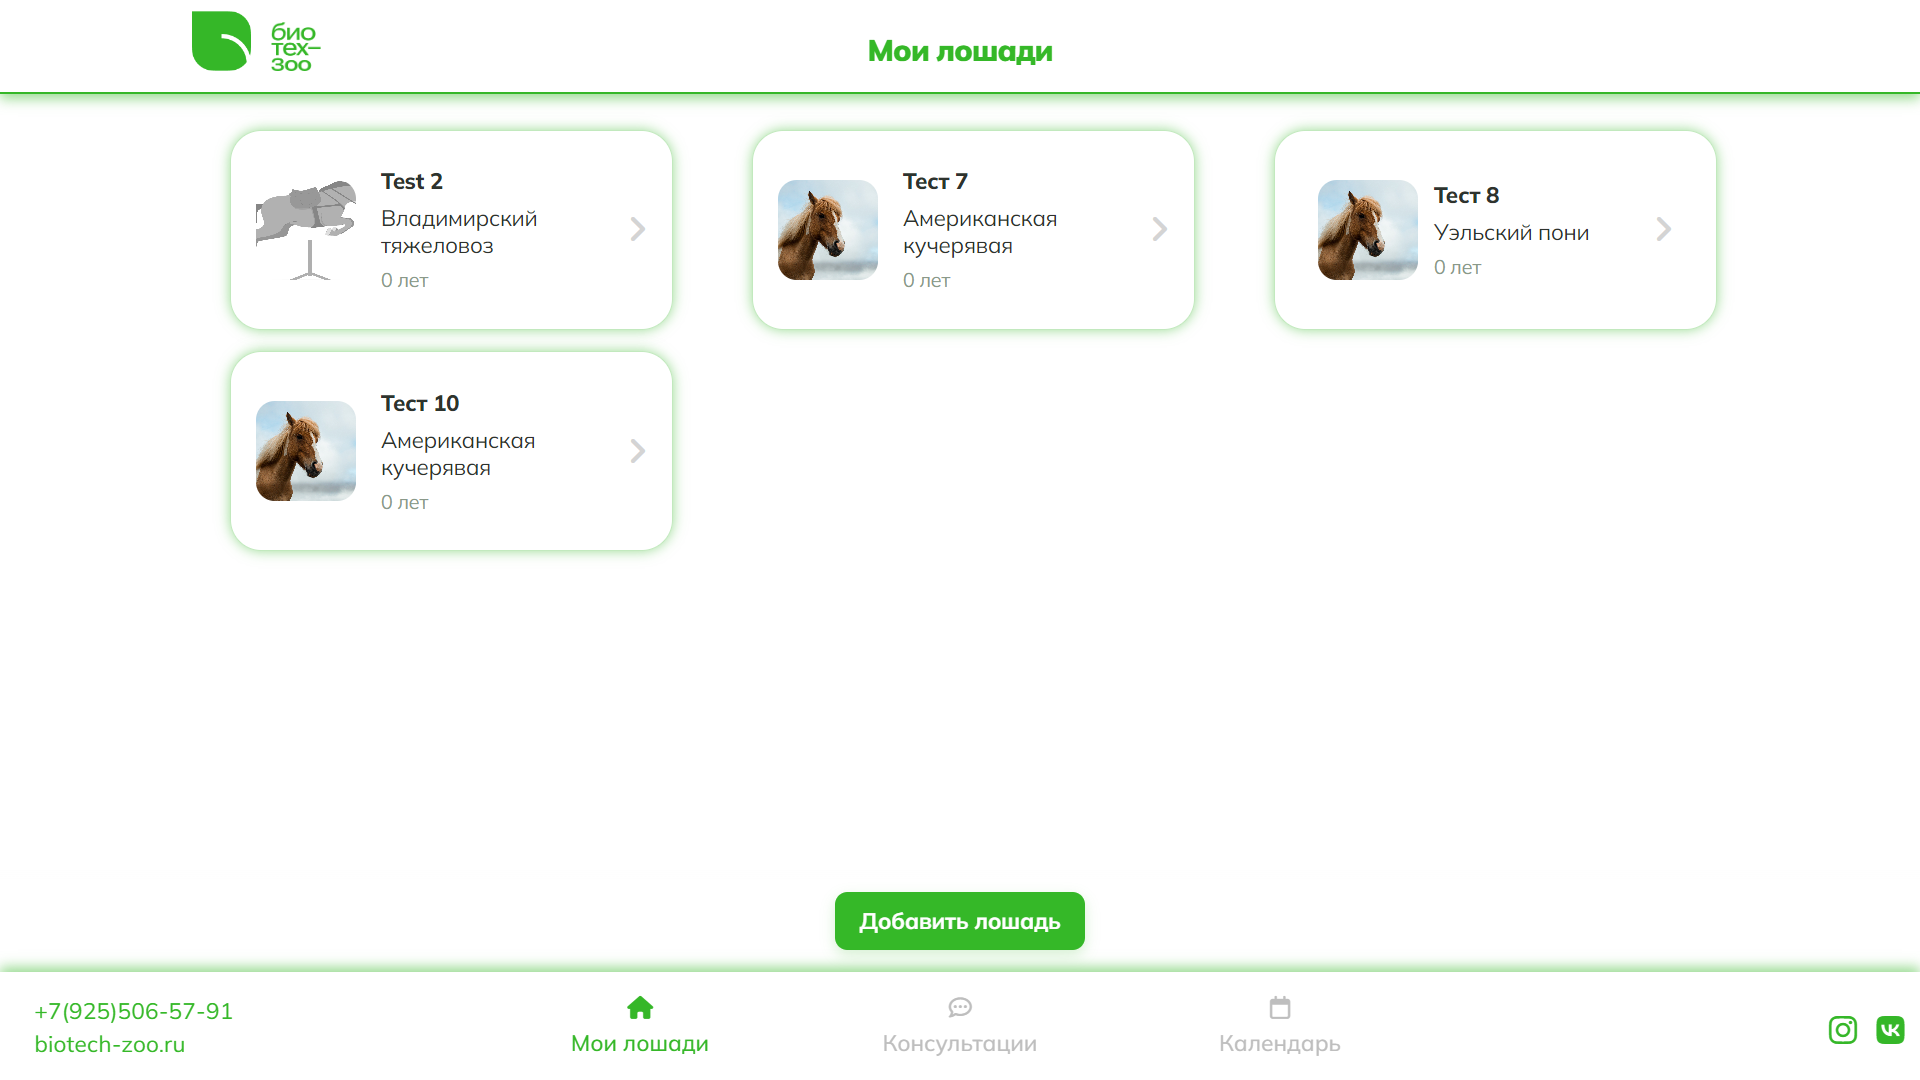 био
тех–
зоо
Мои лошади
Test 2
Владимирский
тяжеловоз
0 лет
Тест 7
Американская
кучерявая
0 лет
Тест 8
Уэльский пони
0 лет
Тест 10
Американская
кучерявая
0 лет
Добавить лошадь
+7(925)506-57-91
biotech-zoo.ru
Мои лошади
Консультации
Календарь